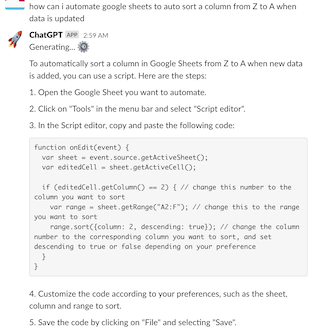 how can i automate google sheets to auto sort a column from Z to A when
data is updated
ChatGPT APP 2:59 AM
Generating...
To automatically sort a column in Google Sheets from Z to A when new data
is added, you can use a script. Here are the steps:
1. Open the Google Sheet you want to automate.
2. Click on "Tools" in the menu bar and select "Script editor".
3. In the Script editor, copy and paste the following code:
function onEdit(event) {
var sheet = event.source.getActiveSheet();
var editedCell = sheet.getActiveCell();
if (editedCell.getColumn() == 2) { // change this number to the
column you want to sort
var range = sheet.getRange("A2:F"); // change this to the range
you want to sort
range.sort({column: 2, descending: true}); // change the column
number to the corresponding column you want to sort, and set
descending to true or false depending on your preference
}
}
4. Customize the code according to your preferences, such as the sheet,
column and range to sort.
5. Save the code by clicking on "File" and selecting "Save".